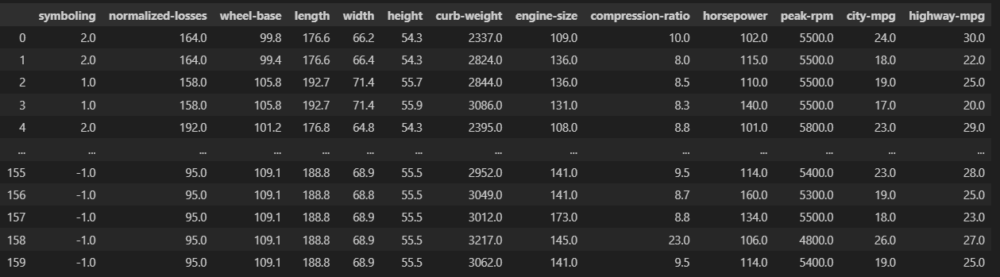 symboling normalized-losses wheel-base length width height curb-weight engine-size compression-ratio horsepower peak-rpm city-mpg highway-mpg
0 2.0 164.0 99.8 176.6 66.2 54.3 2337.0 109.0 10.0 102.0 5500.0 24.0 30.0
1 2.0 164.0 99.4 176.6 66.4 54.3 2824.0 136.0 8.0 115.0 5500.0 18.0 22.0
2 1.0 158.0 105.8 192.7 71.4 55.7 2844.0 136.0 8.5 110.0 5500.0 19.0 25.0
3 1.0 158.0 105.8 192.7 71.4 55.9 3086.0 131.0 8.3 140.0 5500.0 17.0 20.0
4 2.0 192.0 101.2 176.8 64.8 54.3 2395.0 108.0 8.8 101.0 5800.0 23.0 29.0
... ... ... ... ... ... ... ... ... ... ... ... ... ...
155 -1.0 95.0 109.1 188.8 68.9 55.5 2952.0 141.0 9.5 114.0 5400.0 23.0 28.0
156 -1.0 95.0 109.1 188.8 68.8 55.5 3049.0 141.0 8.7 160.0 5300.0 19.0 25.0
157 -1.0 95.0 109.1 188.8 68.9 55.5 3012.0 173.0 8.8 134.0 5500.0 18.0 23.0
158 -1.0 95.0 109.1 188.8 68.9 55.5 3217.0 145.0 23.0 106.0 4800.0 26.0 27.0
159 -1.0 95.0 109.1 188.8 68.9 55.5 3062.0 141.0 9.5 114.0 5400.0 19.0 25.0